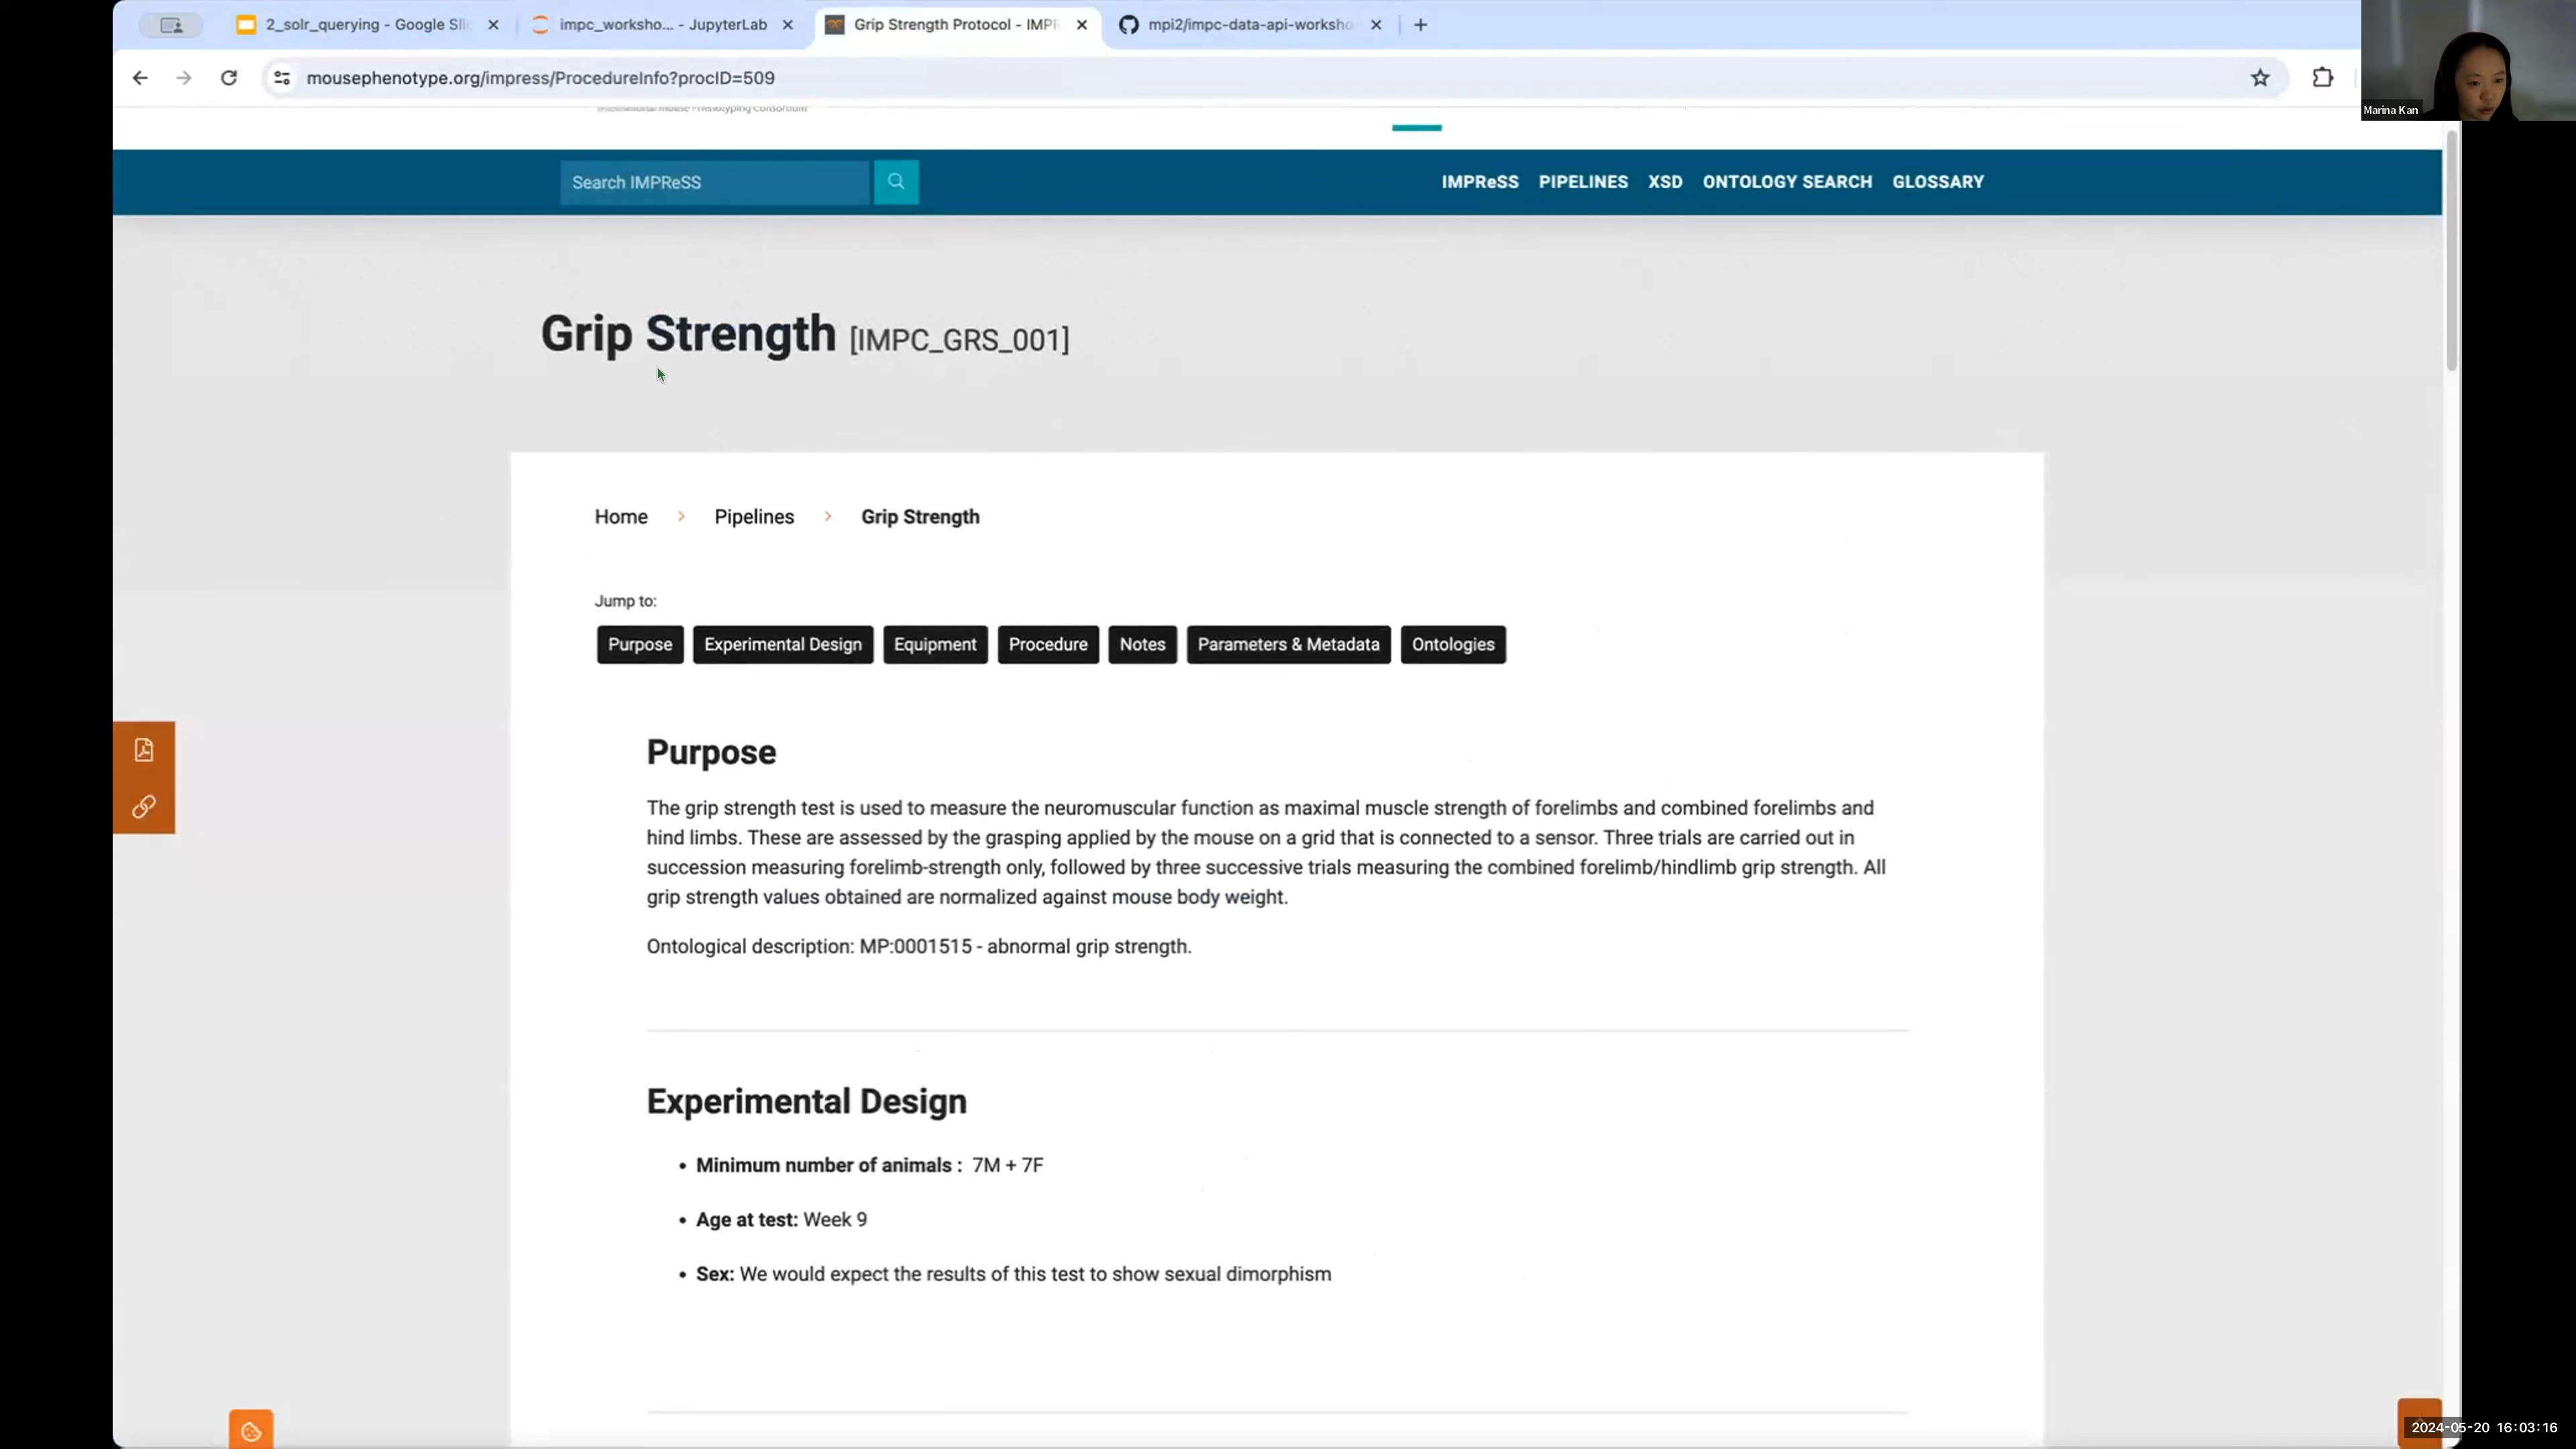 2_solr_querying - Google Sli
impc_worksho... - JupyterLab
Grip Strength Protocol - IMPR
mpi2/impc-data-api-worksho
mousephenotype.org/impress/ProcedureInfo?procID=509
Marina Kan
International Mouse Phenotyping Consortium
Search IMPReSS
IMPReSS PIPELINES XSD ONTOLOGY SEARCH GLOSSARY
Grip Strength [IMPC_GRS_001]
Home > Pipelines > Grip Strength
Jump to:
Purpose Experimental Design Equipment Procedure Notes Parameters & Metadata Ontologies
Purpose
The grip strength test is used to measure the neuromuscular function as maximal muscle strength of forelimbs and combined forelimbs and
hind limbs. These are assessed by the grasping applied by the mouse on a grid that is connected to a sensor. Three trials are carried out in
succession measuring forelimb-strength only, followed by three successive trials measuring the combined forelimb/hindlimb grip strength. All
grip strength values obtained are normalized against mouse body weight.
Ontological description: MP:0001515 - abnormal grip strength.
Experimental Design
• Minimum number of animals : 7M + 7F
• Age at test: Week 9
• Sex: We would expect the results of this test to show sexual dimorphism
2024-05-20 16:03:16